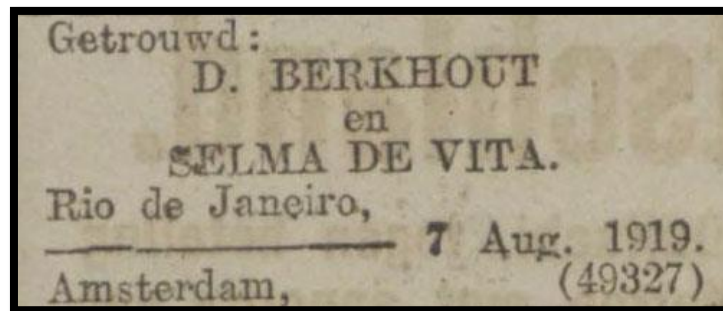 Getrouwd:
D. BERKHOUT
en
SELMA DE VITA.
Rio de Janeiro,
7 Aug. 1919.
Amsterdam,
(49327)